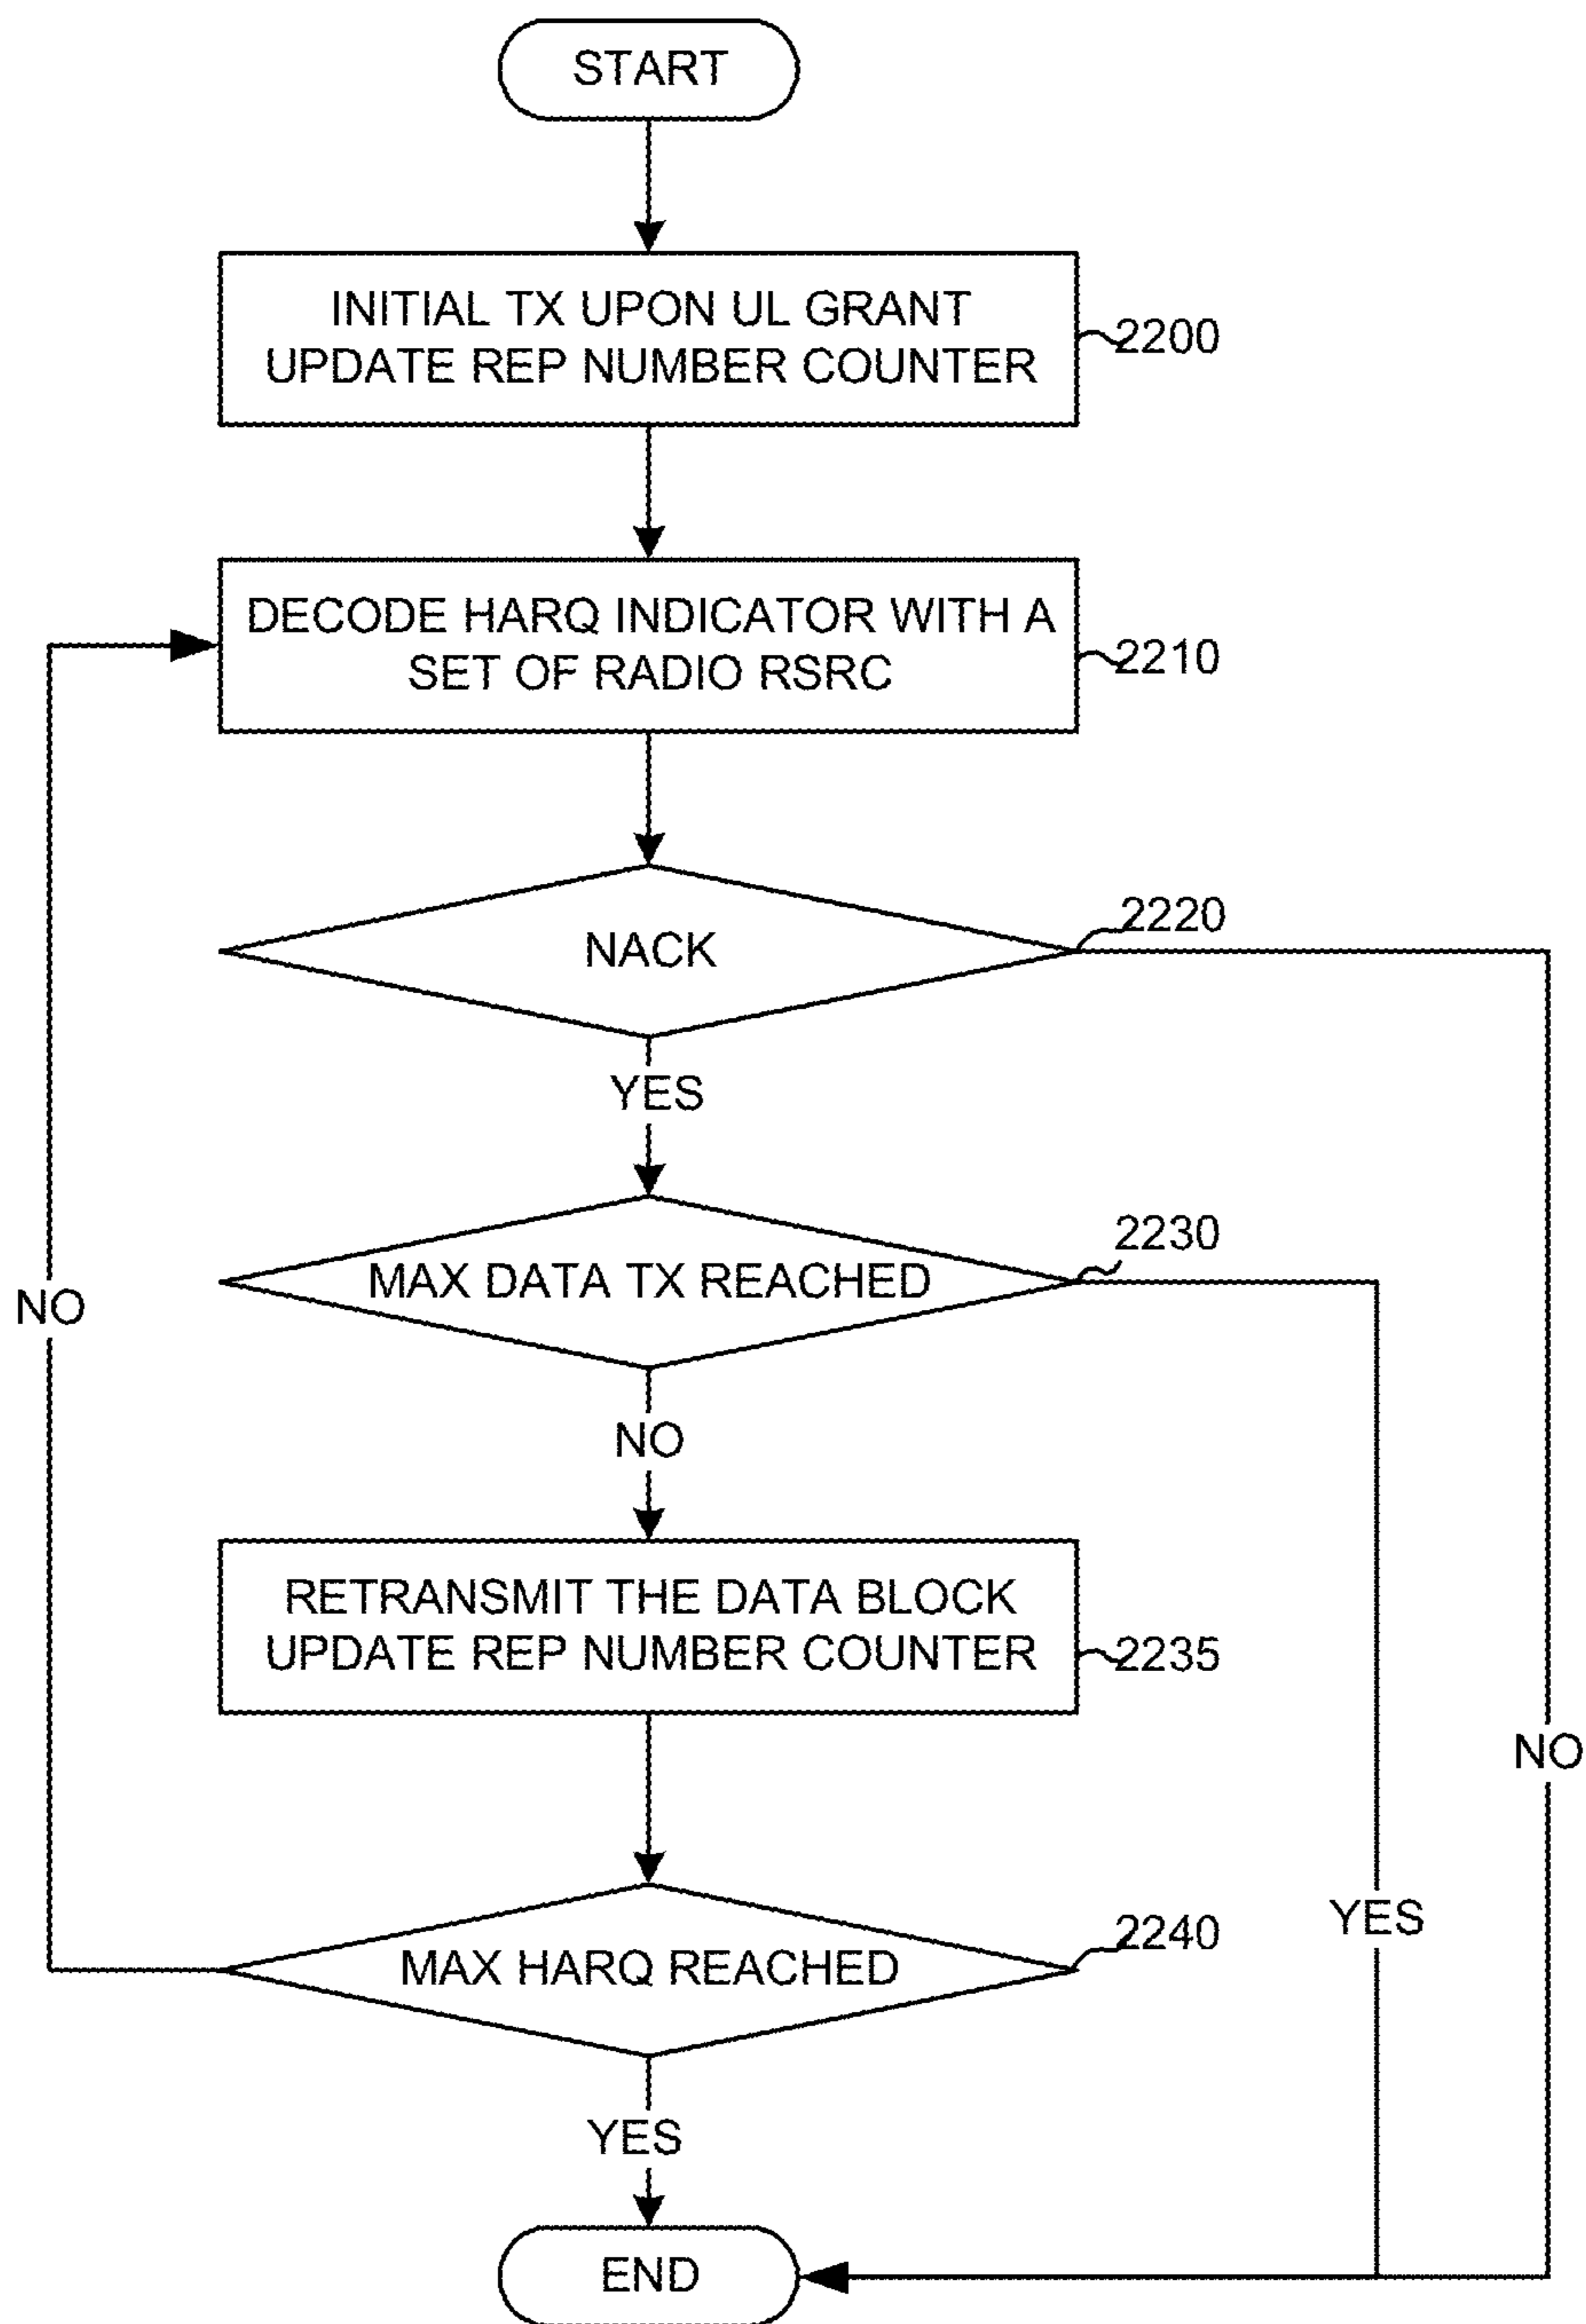 START
INITIAL TX UPON UL GRANT
UPDATE REP NUMBER COUNTER
2200
DECODE HARQ INDICATOR WITH A
SET OF RADIO RSRC
2210
2220
NACK
YES
2230
MAX DATA TX REACHED
NO
NO
RETRANSMIT THE DATA BLOCK
UPDATE REP NUMBER COUNTER
2235
NO
YES
2240
MAX HARQ REACHED
YES
END